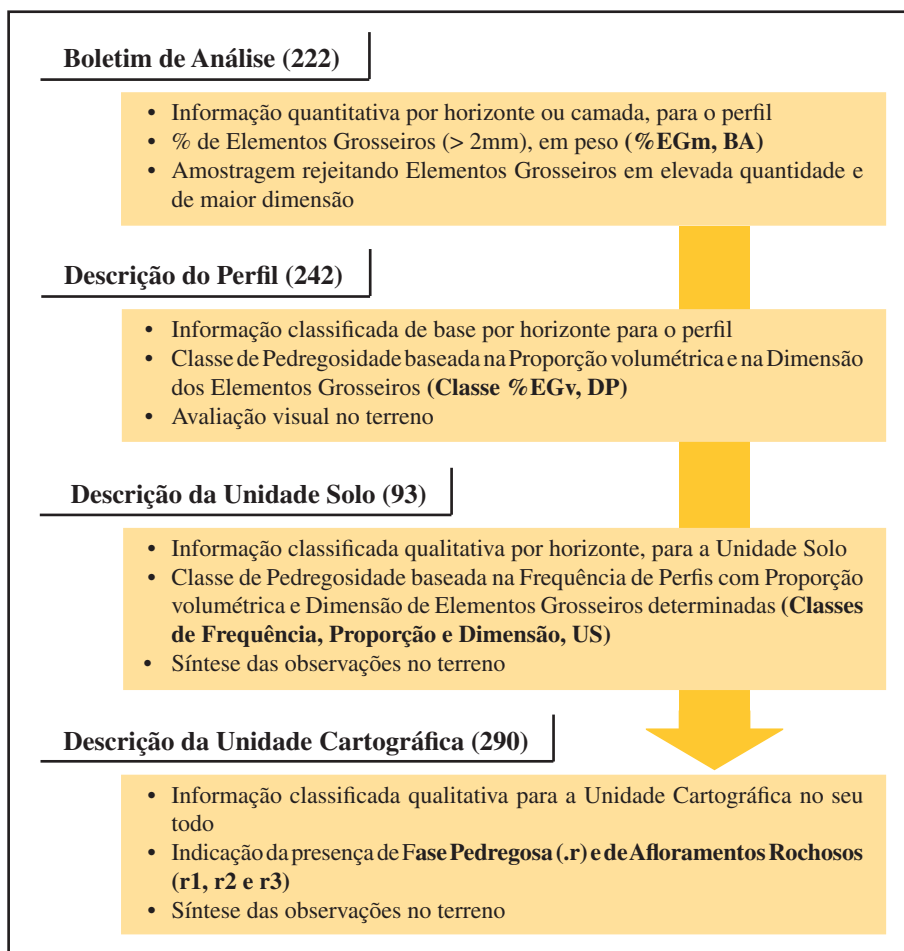 Boletim de Análise (222)
• Informação quantitativa por horizonte ou camada, para o perfil
• % de Elementos Grosseiros (> 2mm), em peso (%EGm, BA)
• Amostragem rejeitando Elementos Grosseiros em elevada quantidade e
de maior dimensão
Descrição do Perfil (242)
• Informação classificada de base por horizonte para o perfil
• Classe de Pedregosidade baseada na Proporção volumétrica e na Dimensão
dos Elementos Grosseiros (Classe %EGv, DP)
• Avaliação visual no terreno
Descrição da Unidade Solo (93)
• Informação classificada qualitativa por horizonte, para a Unidade Solo
• Classe de Pedregosidade baseada na Frequência de Perfis com Proporção
volumétrica e Dimensão de Elementos Grosseiros determinadas (Classes
de Frequência, Proporção e Dimensão, US)
• Síntese das observações no terreno
Descrição da Unidade Cartográfica (290)
• Informação classificada qualitativa para a Unidade Cartográfica no seu
todo
• Indicação da presença de Fase Pedregosa (.r) e de Afloramentos Rochosos
(r1, r2 e r3)
• Síntese das observações no terreno